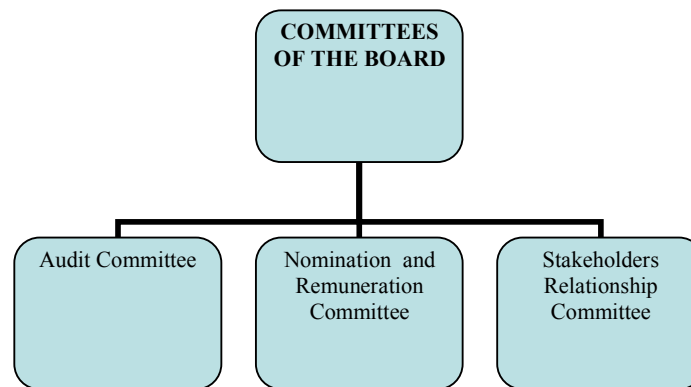 COMMITTEES
OF THE BOARD
Audit Committee
Nomination and
Remuneration
Committee
Stakeholders
Relationship
Committee